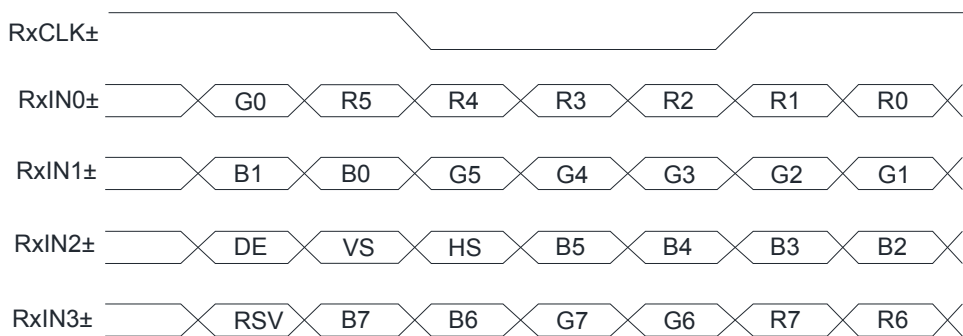 RxCLK±
RxIN0± G0 R5 R4 R3 R2 R1 R0
RxIN1± B1 B0 G5 G4 G3 G2 G1
RxIN2± DE VS HS B5 B4 B3 B2
RxIN3± RSV B7 B6 G7 G6 R7 R6